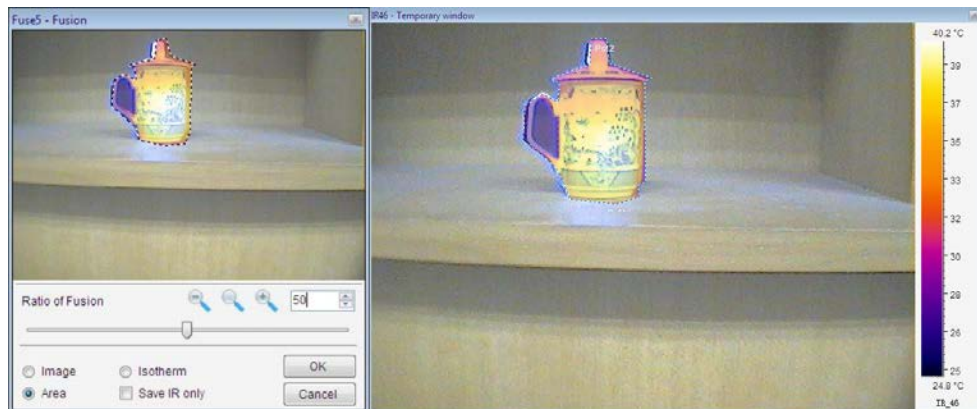 Fuse5 - Fusion
Ratio of Fusion
50
Image
Isotherm
OK
Area
Save IR only
Cancel
IR46 - Temporary window
40.2 °C
39
37
35
33
32
30
28
26
25
24.8 °C
IR_46